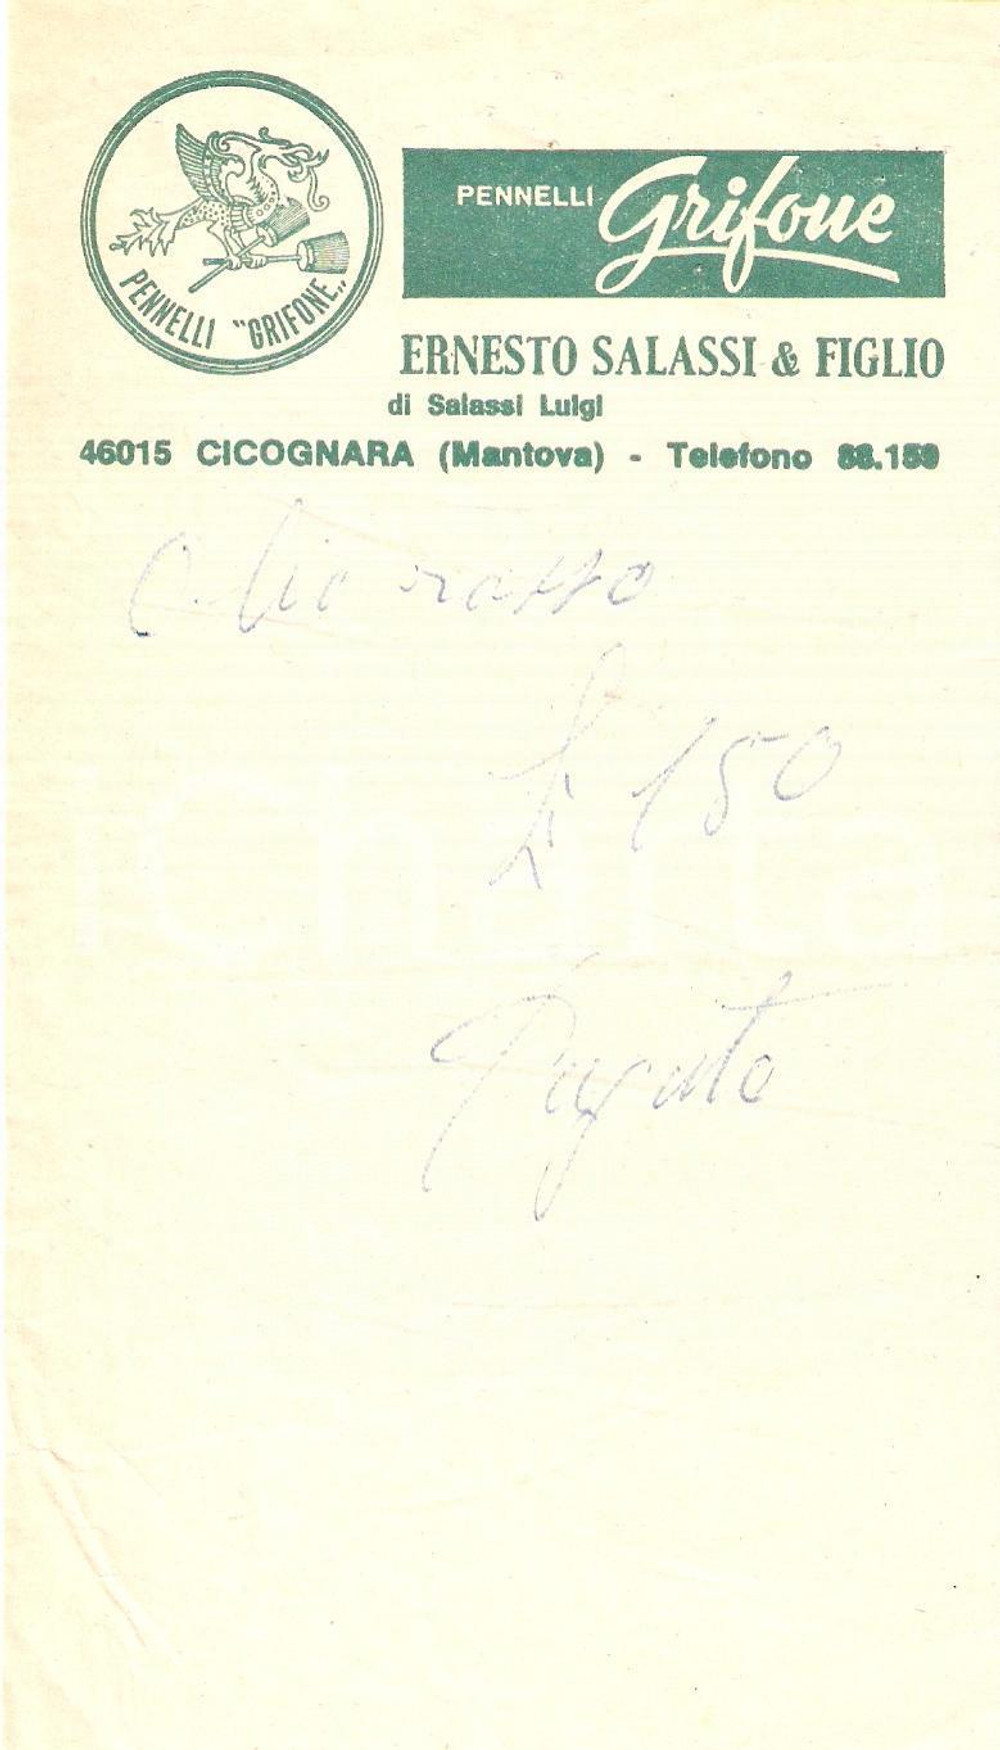 PENNELLI "GRIFONE"
PENNELLI Grifone
ERNESTO SALASSI & FIGLIO
di Salassi Luigi
46015 CICOGNARA (Mantova) - Telefono 88.159
£ 150
Pagato